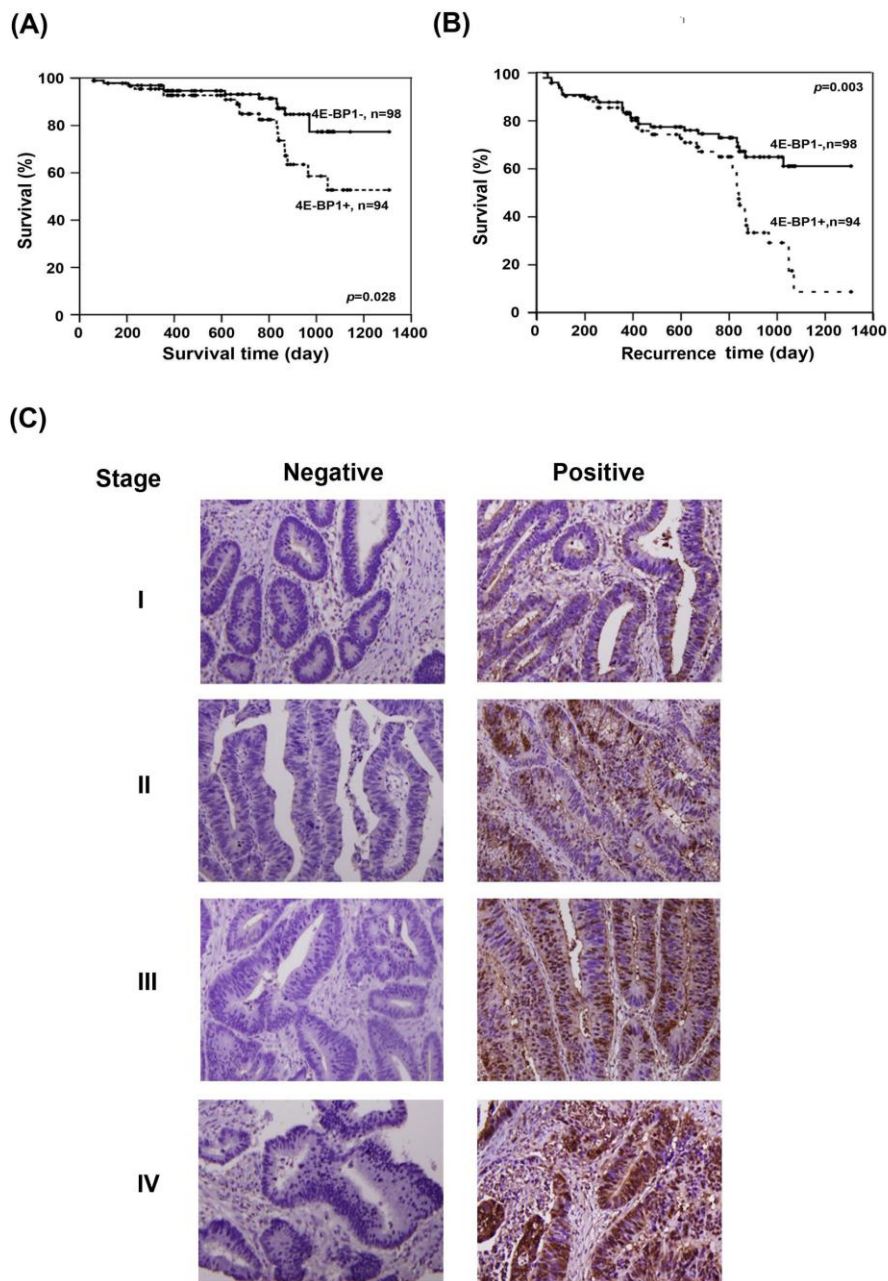 (A)
100
80
60
40
20
0
Survival (%)
4E-BP1-, n=98
4E-BP1+, n=94
p=0.028
0 200 400 600 800 1000 1200 1400
Survival time (day)
(B)
100
80
60
40
20
0
Survival (%)
p=0.003
4E-BP1-, n=98
4E-BP1+,n=94
0 200 400 600 800 1000 1200 1400
Recurrence time (day)
(C)
Stage Negative Positive
I
II
III
IV